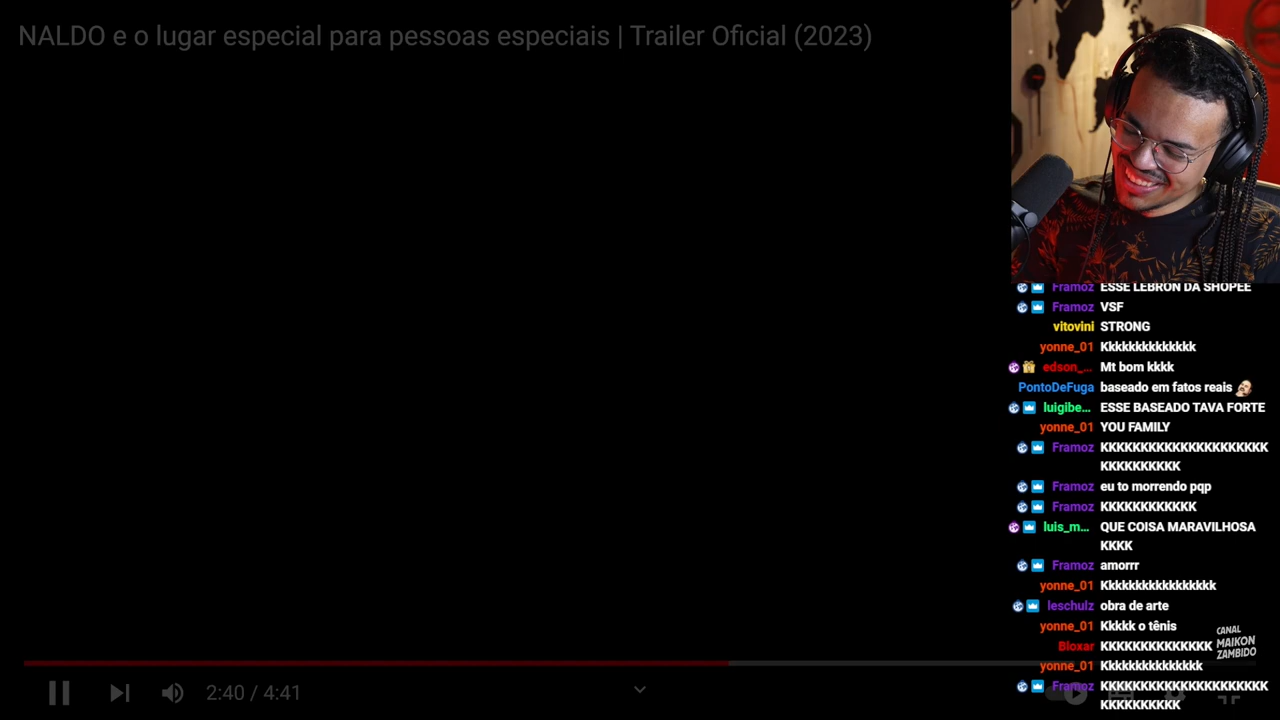 NALDO e o lugar especial para pessoas especiais | Trailer Oficial (2023)
Framoz ESSE LEBRON DA SHOPEE
Framoz VSF
vitovini STRONG
yonne_01 Kkkkkkkkkkkkk
edson_... Mt bom kkkk
PontoDeFuga baseado em fatos reais
luigibe... ESSE BASEADO TAVA FORTE
yonne_01 YOU FAMILY
Framoz KKKKKKKKKKKKKKKKKKKKK
KKKKKKKKKK
Framoz eu to morrendo pqp
Framoz KKKKKKKKKKKK
luis_m... QUE COISA MARAVILHOSA
KKKK
Framoz amorrr
yonne_01 Kkkkkkkkkkkkkkkk
leschulz obra de arte
yonne_01 Kkkkk o tênis
Bloxar KKKKKKKKKKKKKK
CANAL
MAIKON
ZAMBIDO
yonne_01 Kkkkkkkkkkkkkk
Framoz KKKKKKKKKKKKKKKKKKKKK
KKKKKKKKKK
2:40 / 4:41